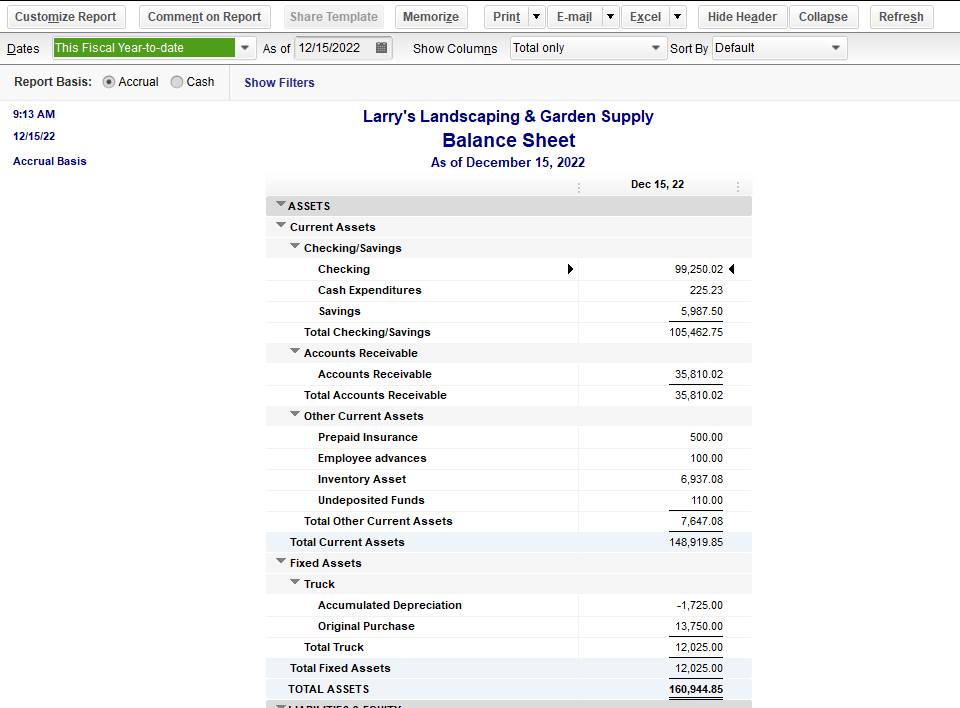 Customize Report Comment on Report Share Template Memorize Print E-mail Excel Hide Header Collapse Refresh
Dates This Fiscal Year-to-date As of 12/15/2022 Show Columns Total only Sort By Default
Report Basis: Accrual Cash Show Filters
9:13 AM
12/15/22
Accrual Basis
Larry's Landscaping & Garden Supply
Balance Sheet
As of December 15, 2022
Dec 15, 22
ASSETS
Current Assets
Checking/Savings
Checking 99,250.02
Cash Expenditures 225.23
Savings 5,987.50
Total Checking/Savings 105,462.75
Accounts Receivable
Accounts Receivable 35,810.02
Total Accounts Receivable 35,810.02
Other Current Assets
Prepaid Insurance 500.00
Employee advances 100.00
Inventory Asset 6,937.08
Undeposited Funds 110.00
Total Other Current Assets 7,647.08
Total Current Assets 148,919.85
Fixed Assets
Truck
Accumulated Depreciation -1,725.00
Original Purchase 13,750.00
Total Truck 12,025.00
Total Fixed Assets 12,025.00
TOTAL ASSETS 160,944.85
LIABILITIES & EQUITY